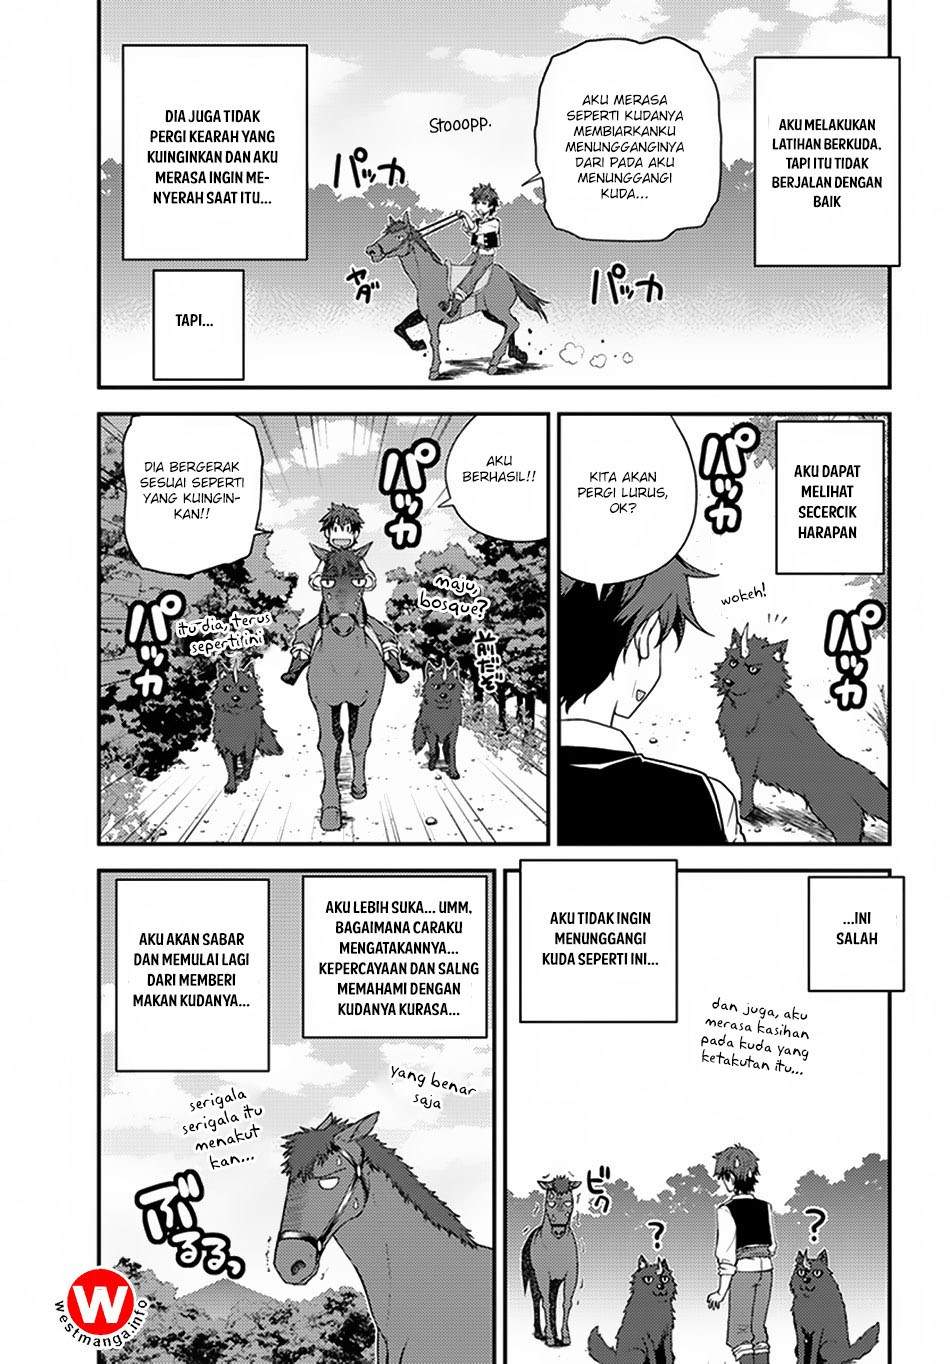 AKU MELAKUKAN
LATIHAN BERKUDA,
TAPI ITU TIDAK
BERJALAN DENGAN
BAIK
AKU MERASA
SEPERTI KUDANYA
MEMBIARKANKU
MENUNGGANGINYA
DARI PADA AKU
MENUNGGANGI
KUDA...
Stooopp.
パッカ
パッカ
ヤダ
DIA JUGA TIDAK
PERGI KEARAH YANG
KUINGINKAN DAN AKU
MERASA INGIN ME-
NYERAH SAAT ITU...
TAPI...
AKU DAPAT
MELIHAT
SECERCIK
HARAPAN
KITA AKAN
PERGI LURUS,
OK?
wokeh!
AKU
BERHASIL!!
パッカ
パッカ
DIA BERGERAK
SESUAI SEPERTI
YANG KUINGIN-
KAN!!
maju,
bosque?
前だぞ
itu dia, terus
seperti ini
パッカ
...INI
SALAH
AKU TIDAK INGIN
MENUNGGANGI
KUDA SEPERTI INI...
dan juga, aku
merasa kasihan
pada kuda yang
ketakutan itu...
ビク
?
?
AKU LEBIH SUKA... UMM,
BAGAIMANA CARAKU
MENGATAKANNYA...
KEPERCAYAAN DAN SALNG
MEMAHAMI DENGAN
KUDANYA KURASA...
AKU AKAN SABAR
DAN MEMULAI LAGI
DARI MEMBERI
MAKAN KUDANYA...
yang benar
saja
serigala
serigala itu
menakut
kan...
ぶるるっ
W
westmanga.info